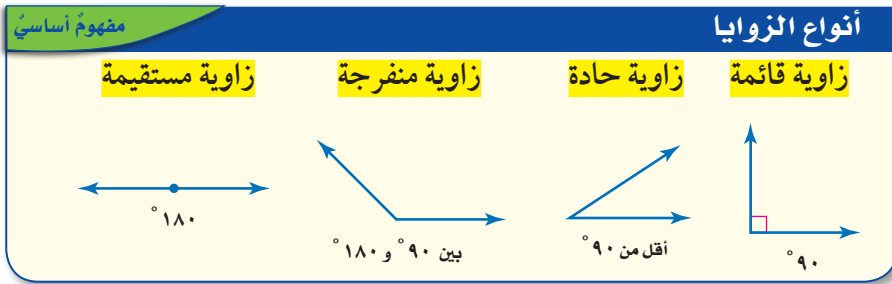 أنواع الزوايا
مفهومٌ أساسيٌ
زاوية قائمة
زاوية حادة
زاوية منفرجة
زاوية مستقيمة
٩٠°
أقل من ٩٠°
بين ٩٠° و ١٨٠°
١٨٠°